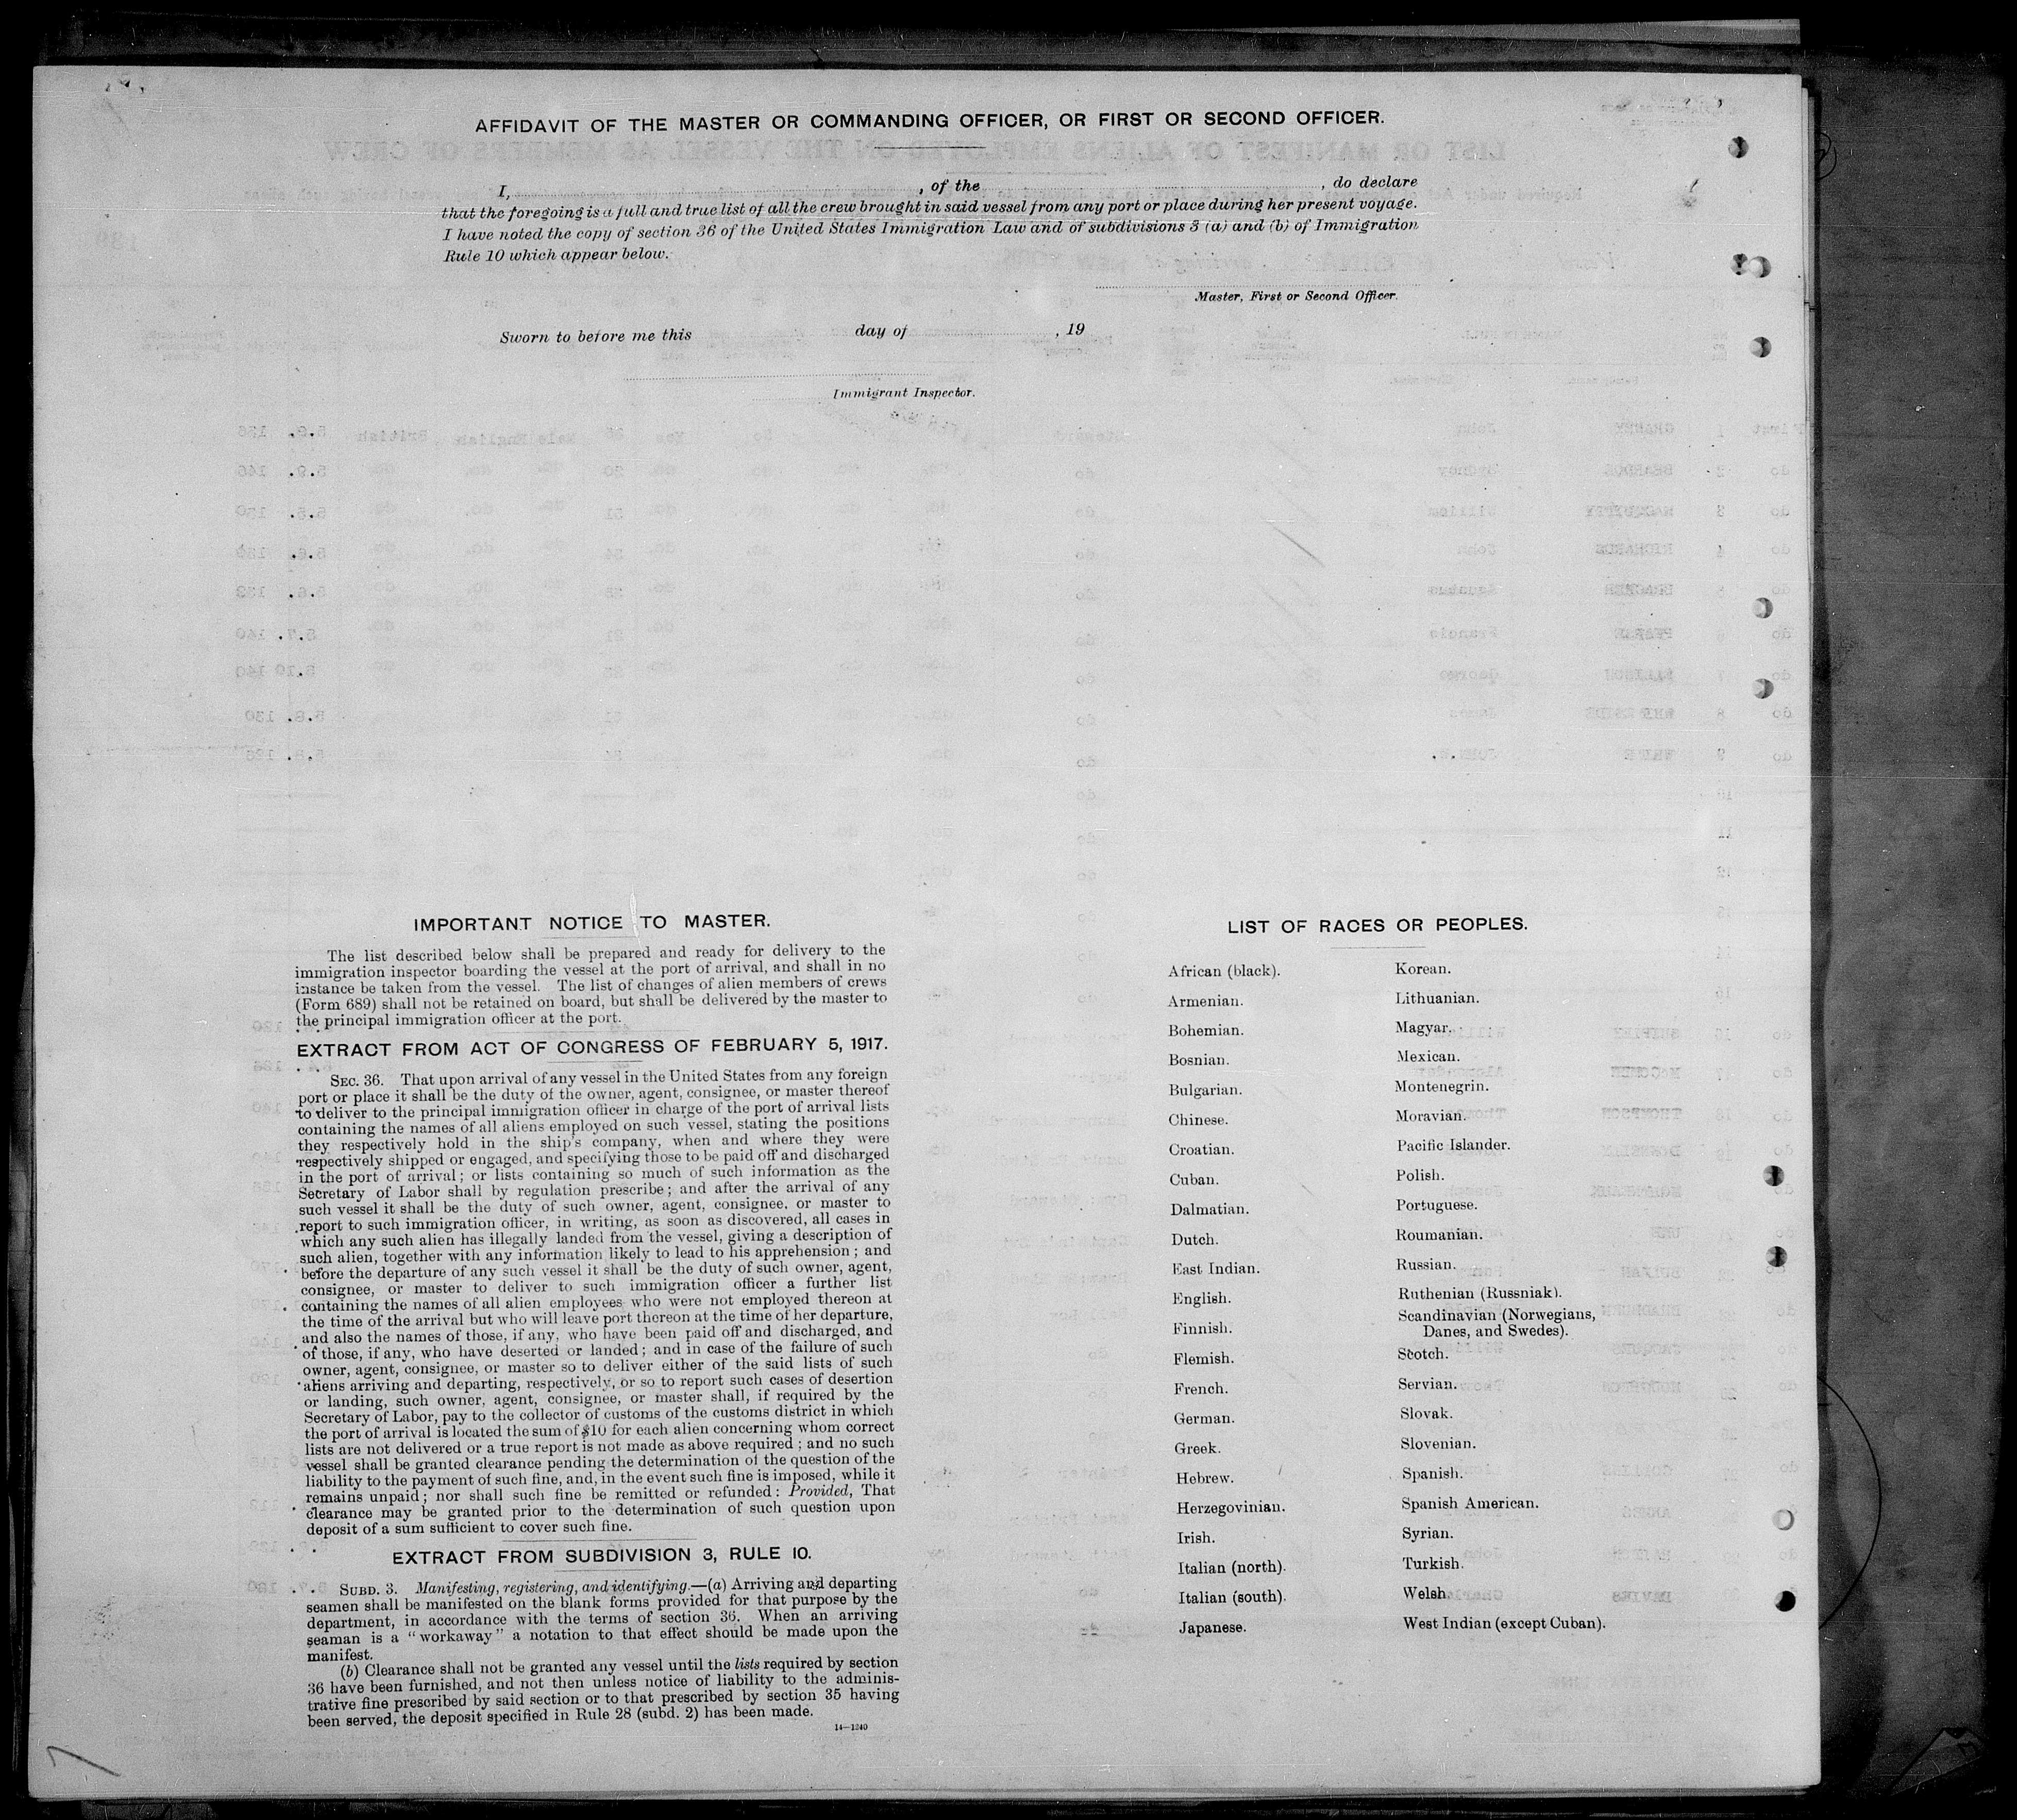 AFFIDAVIT OF THE MASTER OR COMMANDING OFFICER, OR FIRST OR SECOND OFFICER.
I, , of the , do declare
that the foregoing is a full and true list of all the crew brought in said vessel from any port or place during her present voyage.
I have noted the copy of section 36 of the United States Immigration Law and of subdivisions 3 (a) and (b) of Immigration
Rule 10 which appear below.
Master, First or Second Officer.
Sworn to before me this day of , 19
Immigrant Inspector.
IMPORTANT NOTICE TO MASTER.
The list described below shall be prepared and ready for delivery to the
immigration inspector boarding the vessel at the port of arrival, and shall in no
instance be taken from the vessel. The list of changes of alien members of crews
(Form 689) shall not be retained on board, but shall be delivered by the master to
the principal immigration officer at the port.
EXTRACT FROM ACT OF CONGRESS OF FEBRUARY 5, 1917.
SEC. 36. That upon arrival of any vessel in the United States from any foreign
port or place it shall be the duty of the owner, agent, consignee, or master thereof
to deliver to the principal immigration officer in charge of the port of arrival lists
containing the names of all aliens employed on such vessel, stating the positions
they respectively hold in the ship's company, when and where they were
respectively shipped or engaged, and specifying those to be paid off and discharged
in the port of arrival; or lists containing so much of such information as the
Secretary of Labor shall by regulation prescribe; and after the arrival of any
such vessel it shall be the duty of such owner, agent, consignee, or master to
report to such immigration officer, in writing, as soon as discovered, all cases in
which any such alien has illegally landed from the vessel, giving a description of
such alien, together with any information likely to lead to his apprehension; and
before the departure of any such vessel it shall be the duty of such owner, agent,
consignee, or master to deliver to such immigration officer a further list
containing the names of all alien employees who were not employed thereon at
the time of the arrival but who will leave port thereon at the time of her departure,
and also the names of those, if any, who have been paid off and discharged, and
of those, if any, who have deserted or landed; and in case of the failure of such
owner, agent, consignee, or master so to deliver either of the said lists of such
aliens arriving and departing, respectively, or so to report such cases of desertion
or landing, such owner, agent, consignee, or master shall, if required by the
Secretary of Labor, pay to the collector of customs of the customs district in which
the port of arrival is located the sum of $10 for each alien concerning whom correct
lists are not delivered or a true report is not made as above required; and no such
vessel shall be granted clearance pending the determination of the question of the
liability to the payment of such fine, and, in the event such fine is imposed, while it
remains unpaid; nor shall such fine be remitted or refunded: Provided, That
clearance may be granted prior to the determination of such question upon
deposit of a sum sufficient to cover such fine.
EXTRACT FROM SUBDIVISION 3, RULE 10.
SUBD. 3. Manifesting, registering, and identifying.—(a) Arriving and departing
seamen shall be manifested on the blank forms provided for that purpose by the
department, in accordance with the terms of section 36. When an arriving
seaman is a "workaway" a notation to that effect should be made upon the
manifest.
(b) Clearance shall not be granted any vessel until the lists required by section
36 have been furnished, and not then unless notice of liability to the adminis-
trative fine prescribed by said section or to that prescribed by section 35 having
been served, the deposit specified in Rule 28 (subd. 2) has been made.
14—1240
LIST OF RACES OR PEOPLES.
African (black).
Armenian.
Bohemian.
Bosnian.
Bulgarian.
Chinese.
Croatian.
Cuban.
Dalmatian.
Dutch.
East Indian.
English.
Finnish.
Flemish.
French.
German.
Greek.
Hebrew.
Herzegovinian.
Irish.
Italian (north).
Italian (south).
Japanese.
Korean.
Lithuanian.
Magyar.
Mexican.
Montenegrin.
Moravian.
Pacific Islander.
Polish.
Portuguese.
Roumanian.
Russian.
Ruthenian (Russniak).
Scandinavian (Norwegians,
Danes, and Swedes).
Scotch.
Servian.
Slovak.
Slovenian.
Spanish.
Spanish American.
Syrian.
Turkish.
Welsh.
West Indian (except Cuban).